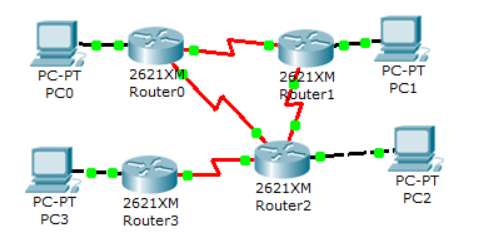 PC-PT
PC0
2621XM
Router0
2621XM
Router1
PC-PT
PC1
PC-PT
PC3
2621XM
Router3
2621XM
Router2
PC-PT
PC2